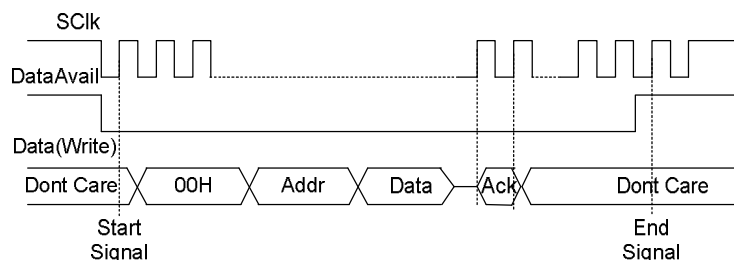 SClk
DataAvail
Data(Write)
Dont Care 00H Addr Data Ack Dont Care
Start
Signal
End
Signal